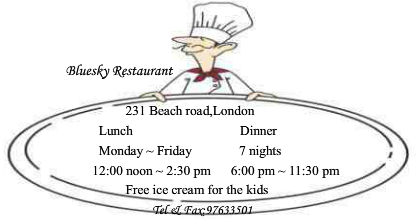 Bluesky Restaurant
231 Beach road,London
Lunch Dinner
Monday ~ Friday 7 nights
12:00 noon ~ 2:30 pm 6:00 pm ~ 11:30 pm
Free ice cream for the kids
Tel & Fax:97633501